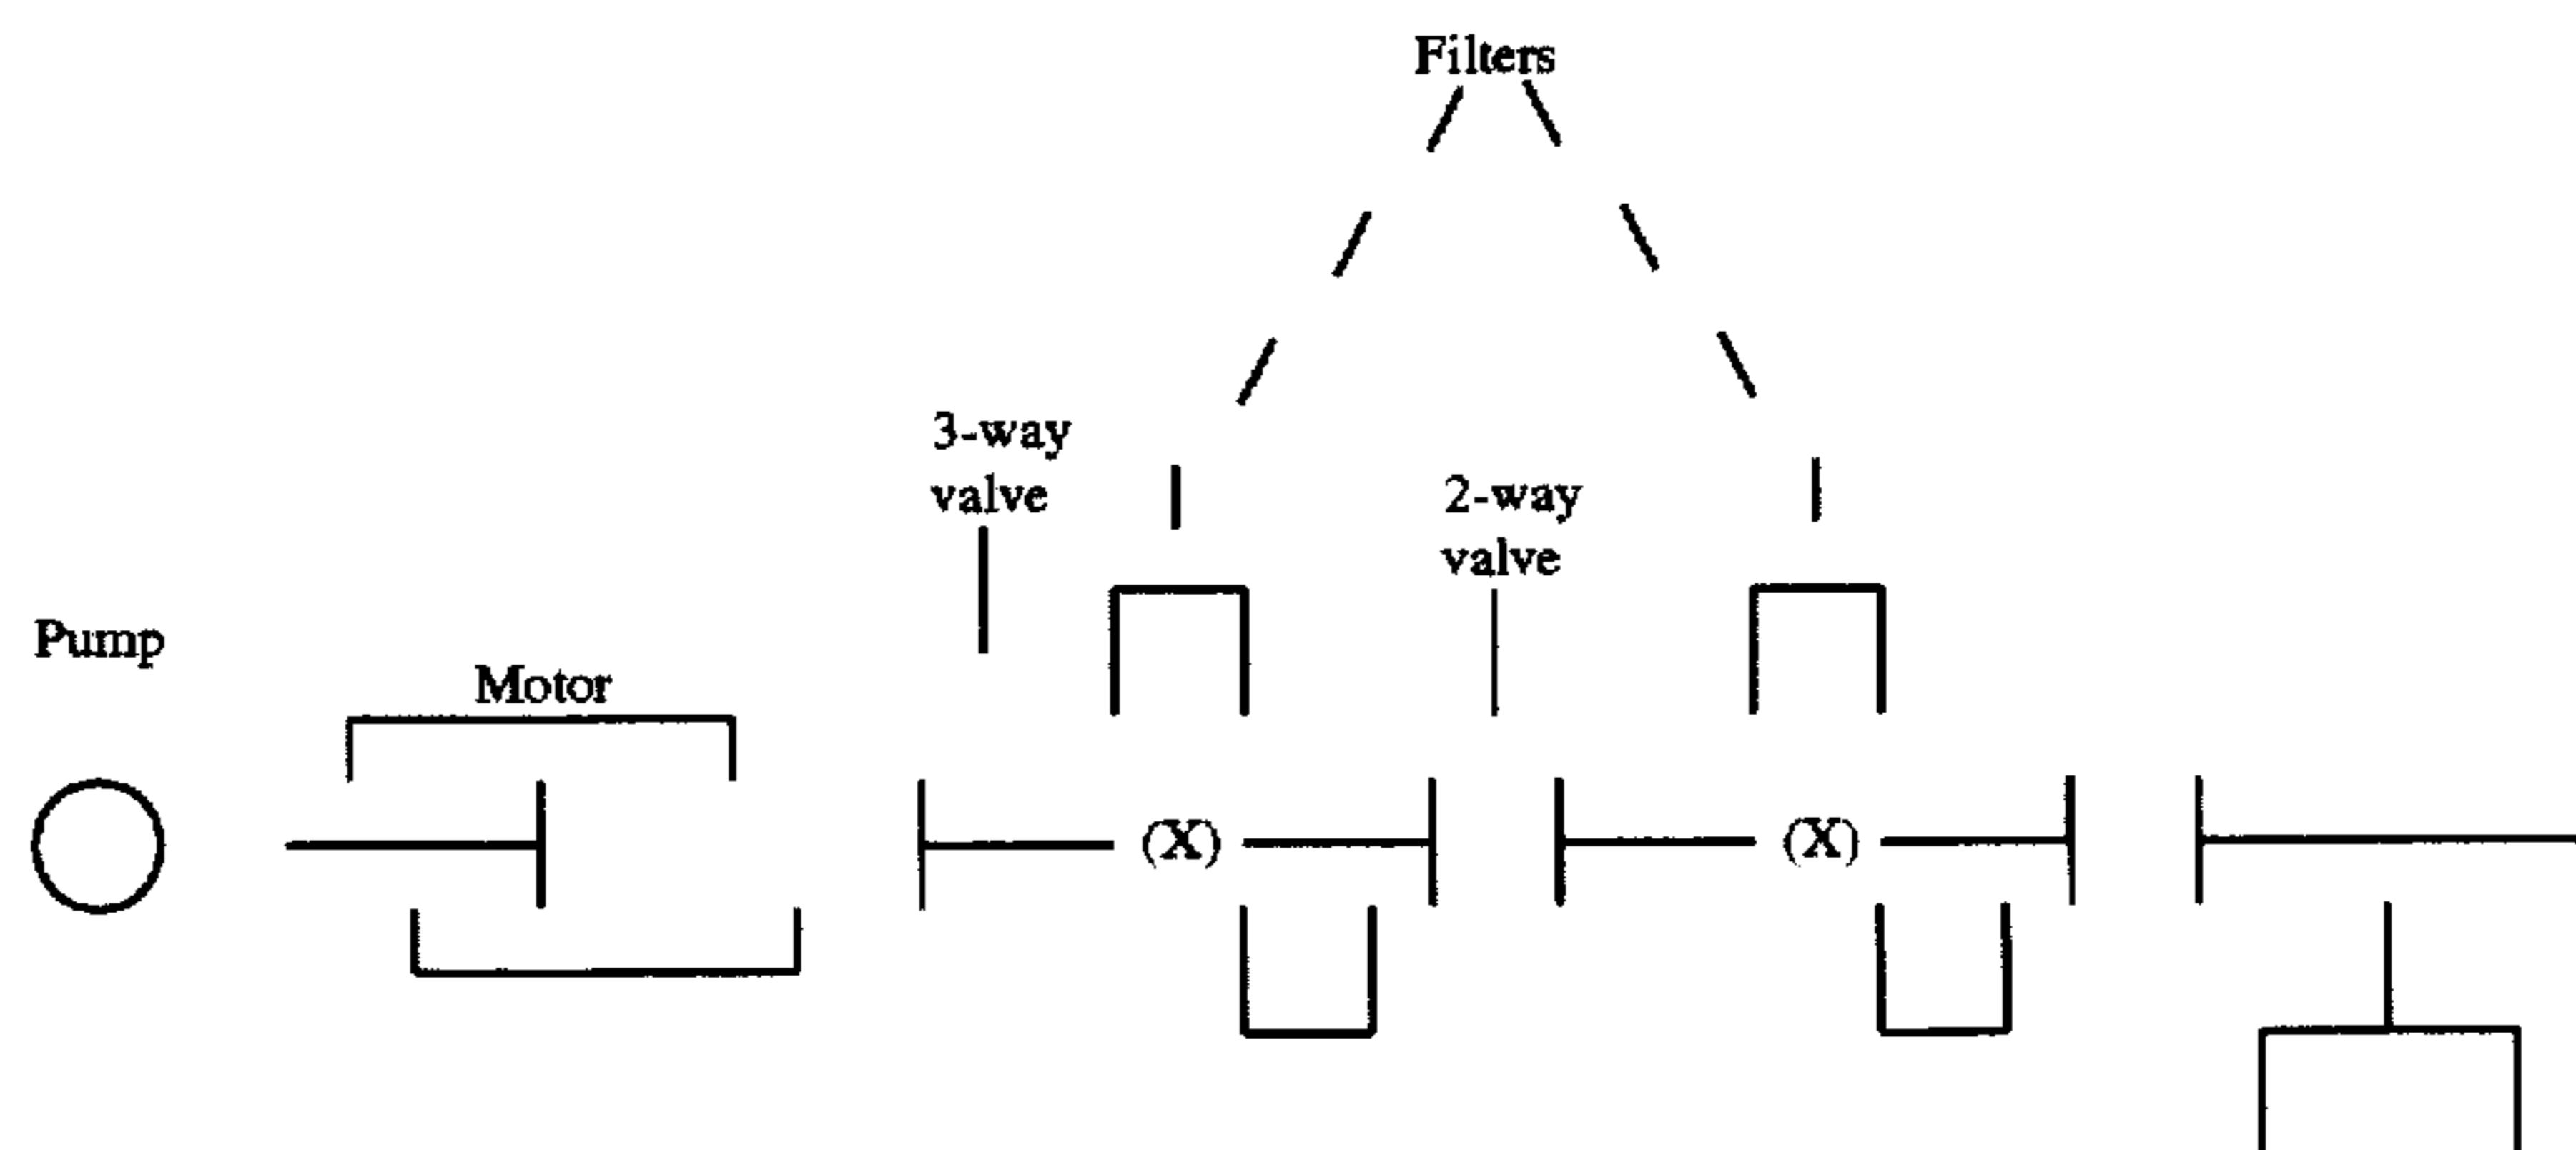 Filters
3-way
valve
2-way
valve
Pump
Motor
(X)
(X)